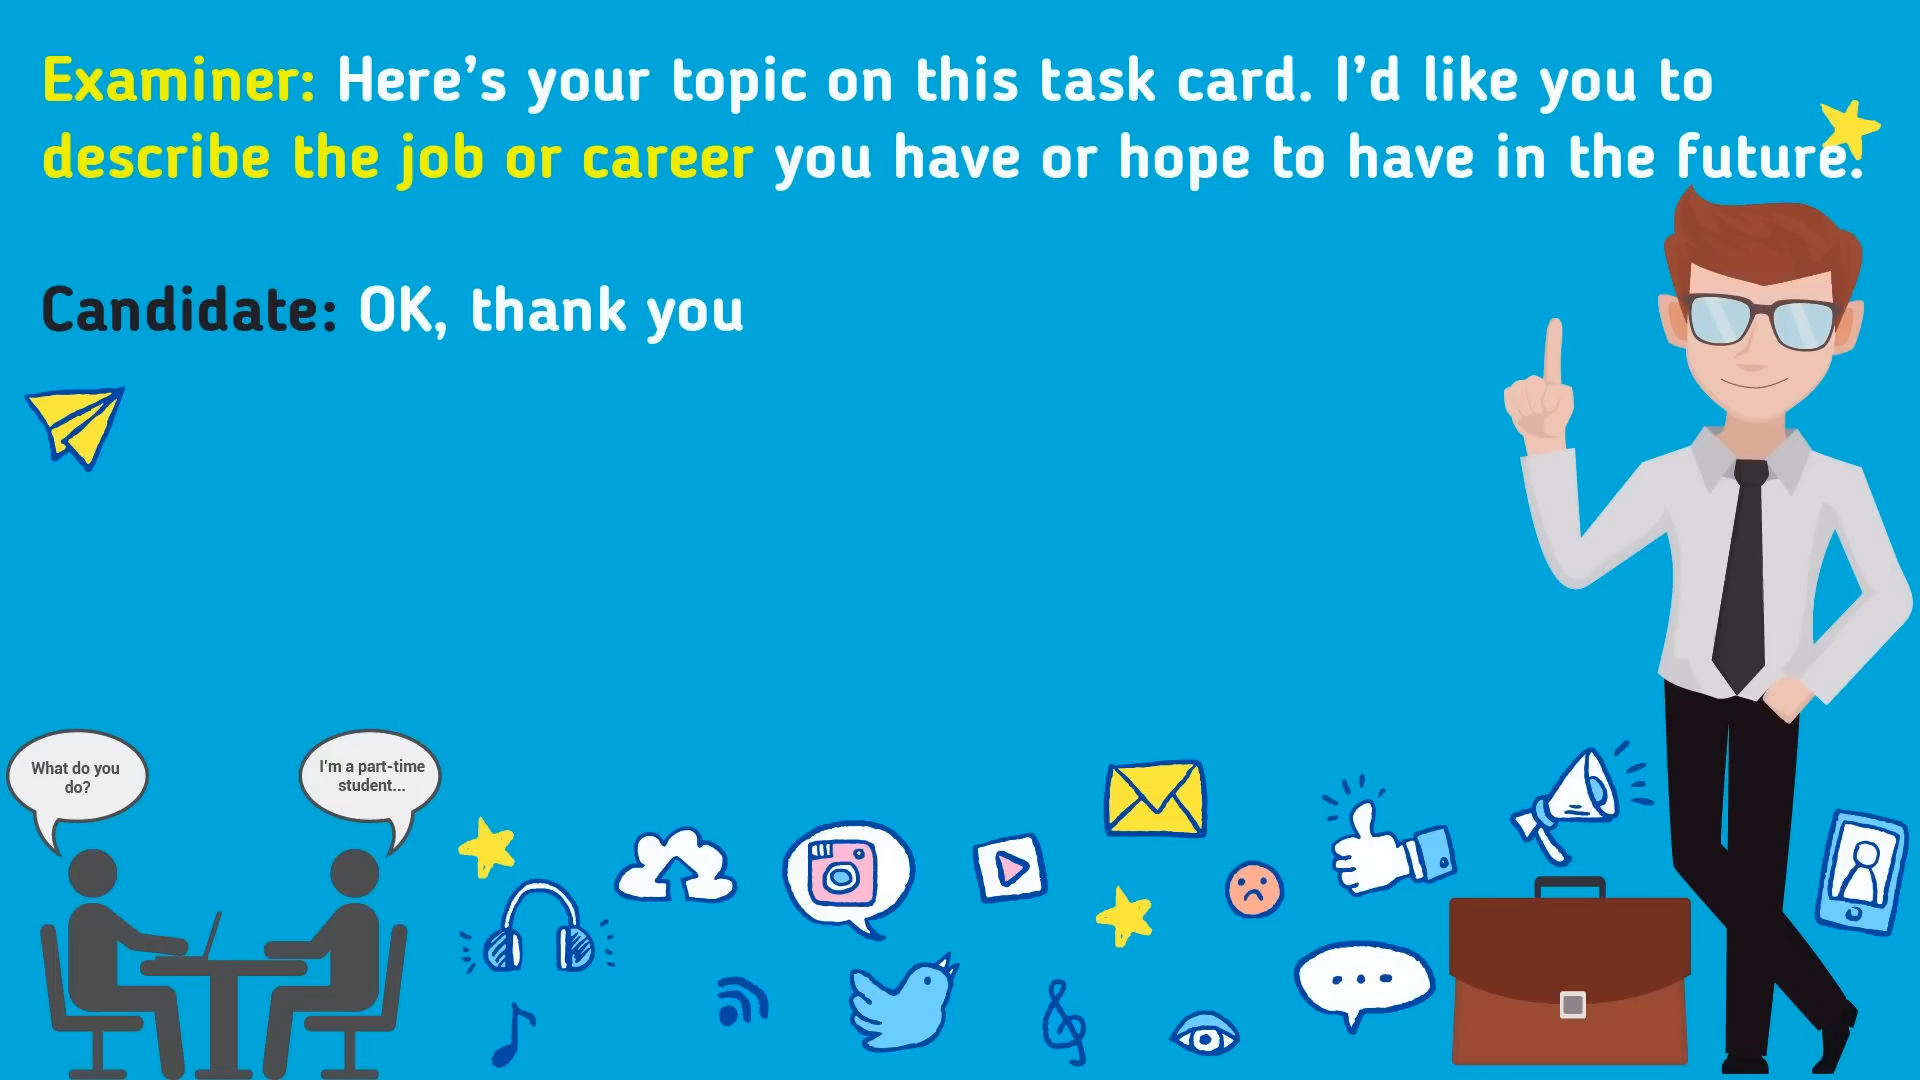 Examiner: Here’s your topic on this task card. I’d like you to
describe the job or career you have or hope to have in the future.
Candidate: OK, thank you
What do you
do?
I'm a part-time
student...